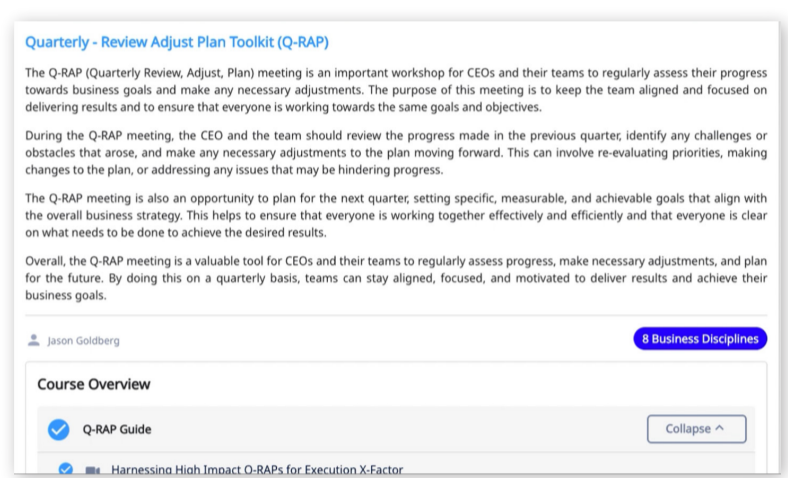 Quarterly - Review Adjust Plan Toolkit (Q-RAP)
The Q-RAP (Quarterly Review, Adjust, Plan) meeting is an important workshop for CEOs and their teams to regularly assess their progress
towards business goals and make any necessary adjustments. The purpose of this meeting is to keep the team aligned and focused on
delivering results and to ensure that everyone is working towards the same goals and objectives.
During the Q-RAP meeting, the CEO and the team should review the progress made in the previous quarter, identify any challenges or
obstacles that arose, and make any necessary adjustments to the plan moving forward. This can involve re-evaluating priorities, making
changes to the plan, or addressing any issues that may be hindering progress.
The Q-RAP meeting is also an opportunity to plan for the next quarter, setting specific, measurable, and achievable goals that align with
the overall business strategy. This helps to ensure that everyone is working together effectively and efficiently and that everyone is clear
on what needs to be done to achieve the desired results.
Overall, the Q-RAP meeting is a valuable tool for CEOs and their teams to regularly assess progress, make necessary adjustments, and plan
for the future. By doing this on a quarterly basis, teams can stay aligned, focused, and motivated to deliver results and achieve their
business goals.
Jason Goldberg
8 Business Disciplines
Course Overview
Q-RAP Guide
Collapse
Harnessing High Impact Q-RAPs for Execution X-Factor